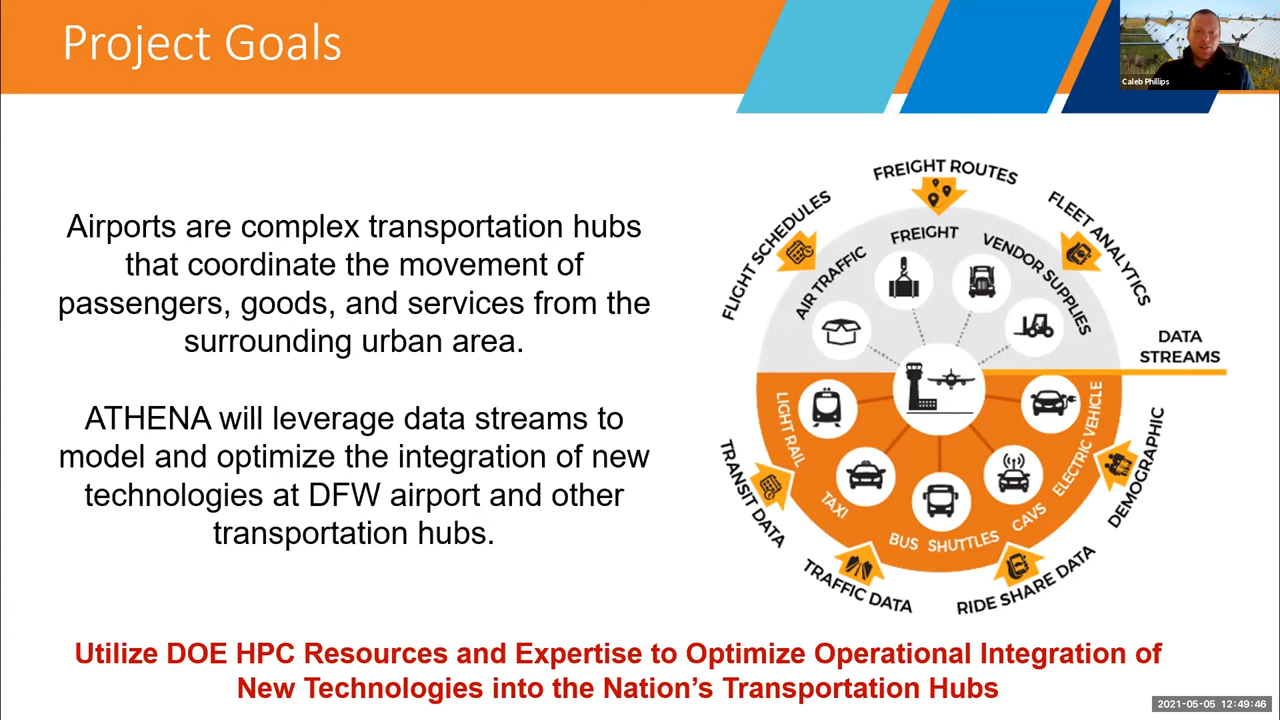 Project Goals
Caleb Phillips
Airports are complex transportation hubs
that coordinate the movement of
passengers, goods, and services from the
surrounding urban area.
ATHENA will leverage data streams to
model and optimize the integration of new
technologies at DFW airport and other
transportation hubs.
FREIGHT ROUTES
FLIGHT SCHEDULES
FLEET ANALYTICS
AIR TRAFFIC
FREIGHT
VENDOR SUPPLIES
DATA
STREAMS
LIGHT RAIL
TAXI
BUS SHUTTLES
CAVS
ELECTRIC VEHICLE
TRANSIT DATA
TRAFFIC DATA
RIDE SHARE DATA
DEMOGRAPHIC
Utilize DOE HPC Resources and Expertise to Optimize Operational Integration of
New Technologies into the Nation’s Transportation Hubs
2021-05-05 12:49:46